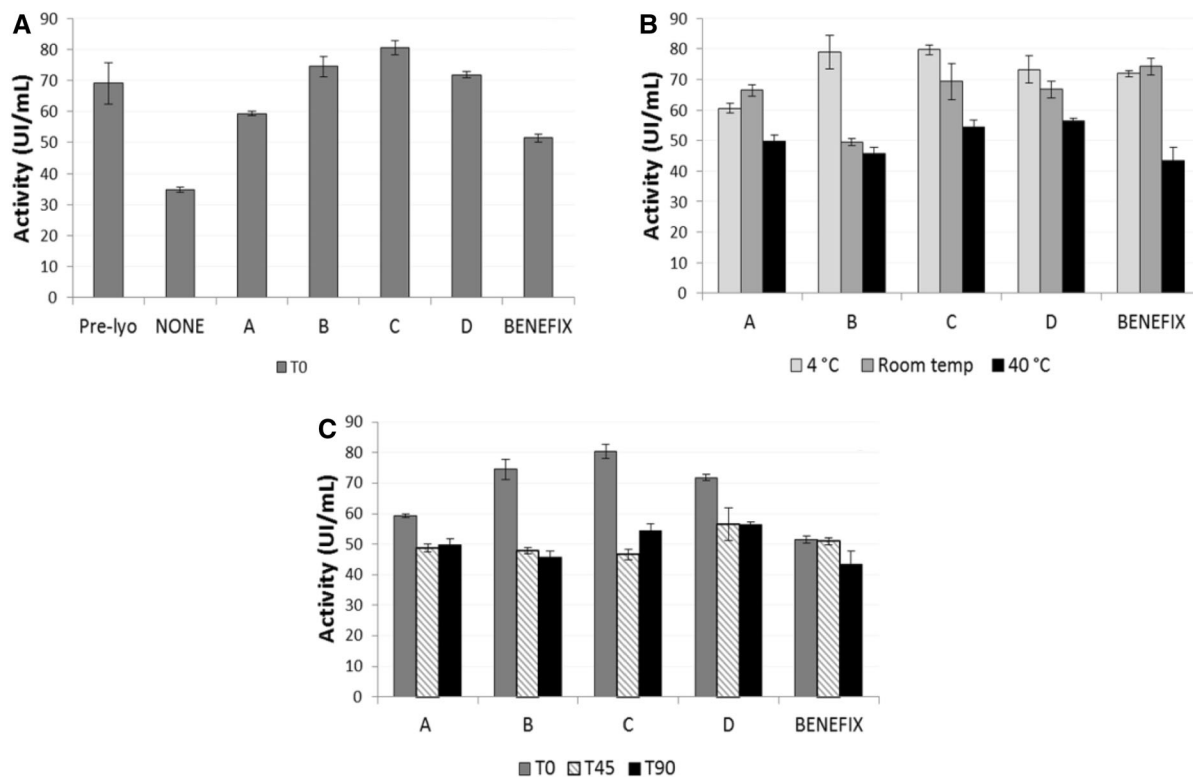 A
Activity (UI/mL)
90
80
70
60
50
40
30
20
10
0
Pre-lyo NONE A B C D BENEFIX
T0
B
Activity (UI/mL)
90
80
70
60
50
40
30
20
10
0
A B C D BENEFIX
4 °C Room temp 40 °C
C
Activity (UI/mL)
90
80
70
60
50
40
30
20
10
0
A B C D BENEFIX
T0 T45 T90